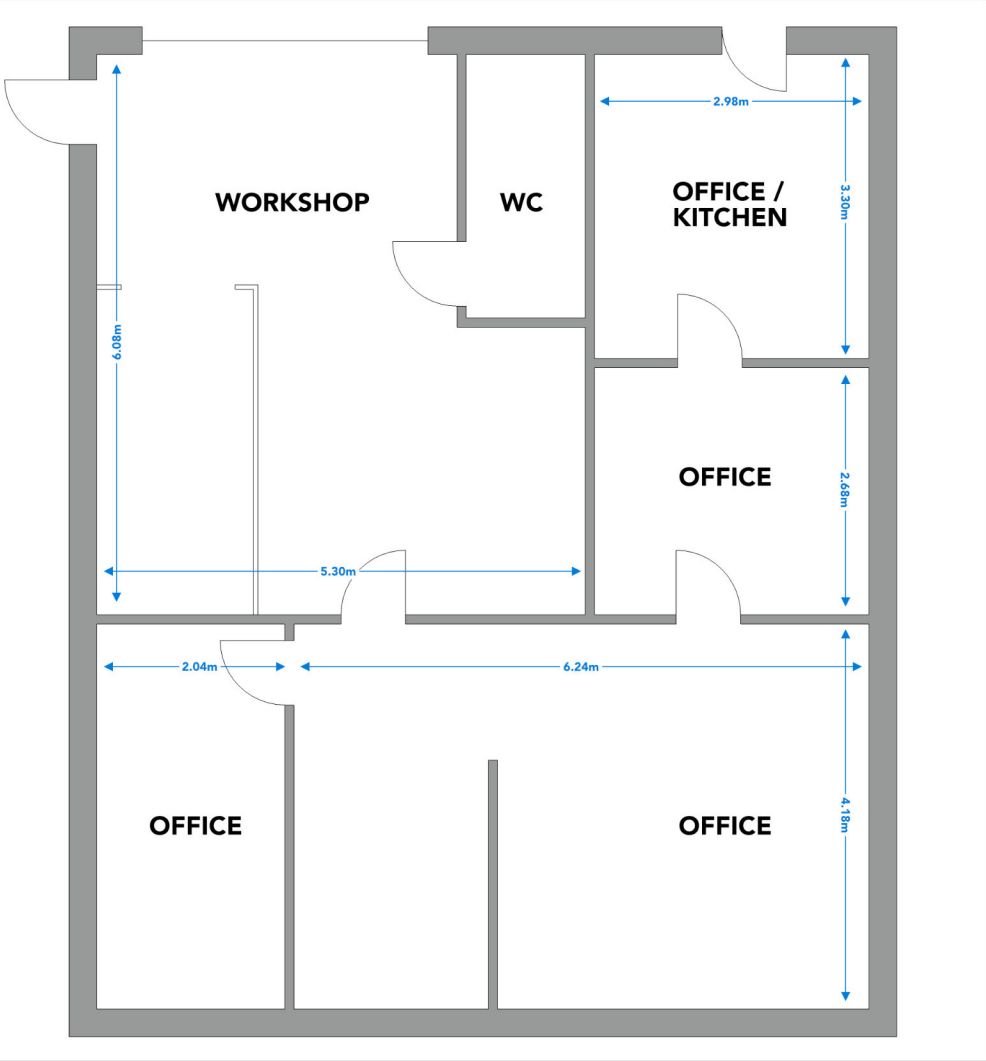 2.98m
WORKSHOP
WC
OFFICE /
KITCHEN
3.30m
6.08m
OFFICE
2.68m
5.30m
2.04m
6.24m
OFFICE
OFFICE
4.18m